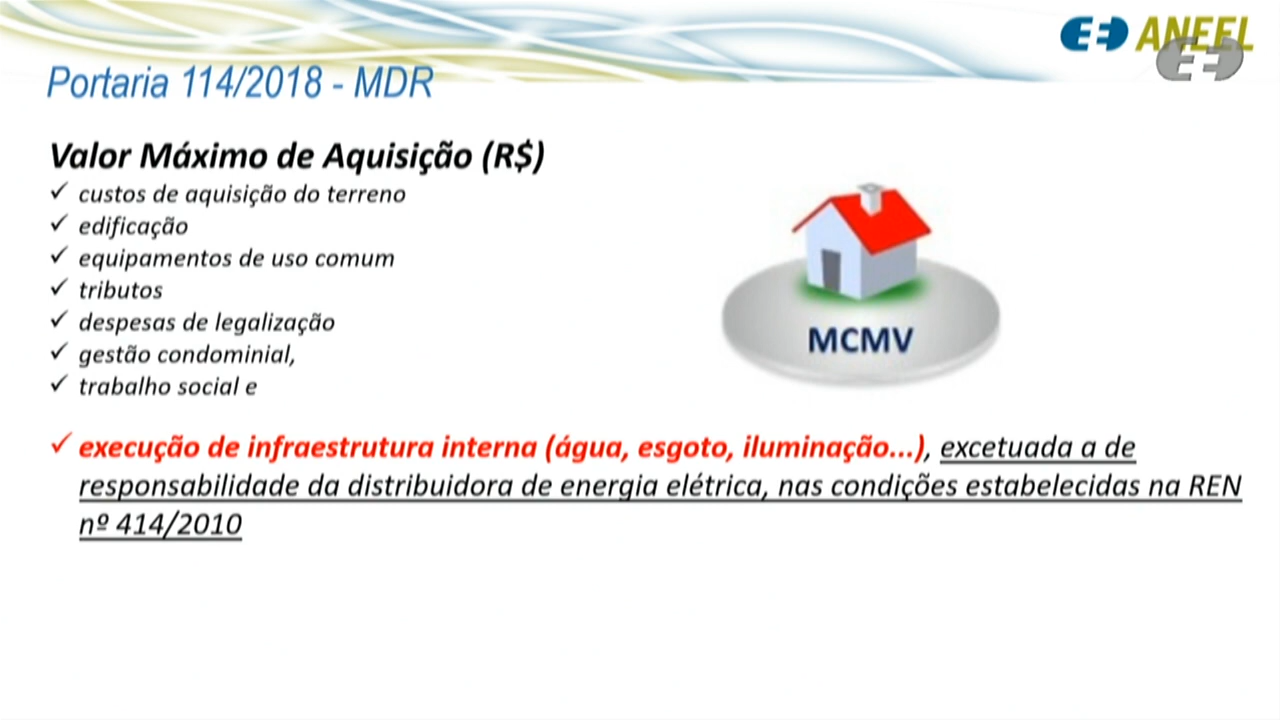 ANEEL
Portaria 114/2018 - MDR
Valor Máximo de Aquisição (R$)
✓ custos de aquisição do terreno
✓ edificação
✓ equipamentos de uso comum
✓ tributos
✓ despesas de legalização
✓ gestão condominial,
✓ trabalho social e
MCMV
✓ execução de infraestrutura interna (água, esgoto, iluminação...), excetuada a de
responsabilidade da distribuidora de energia elétrica, nas condições estabelecidas na REN
nº 414/2010